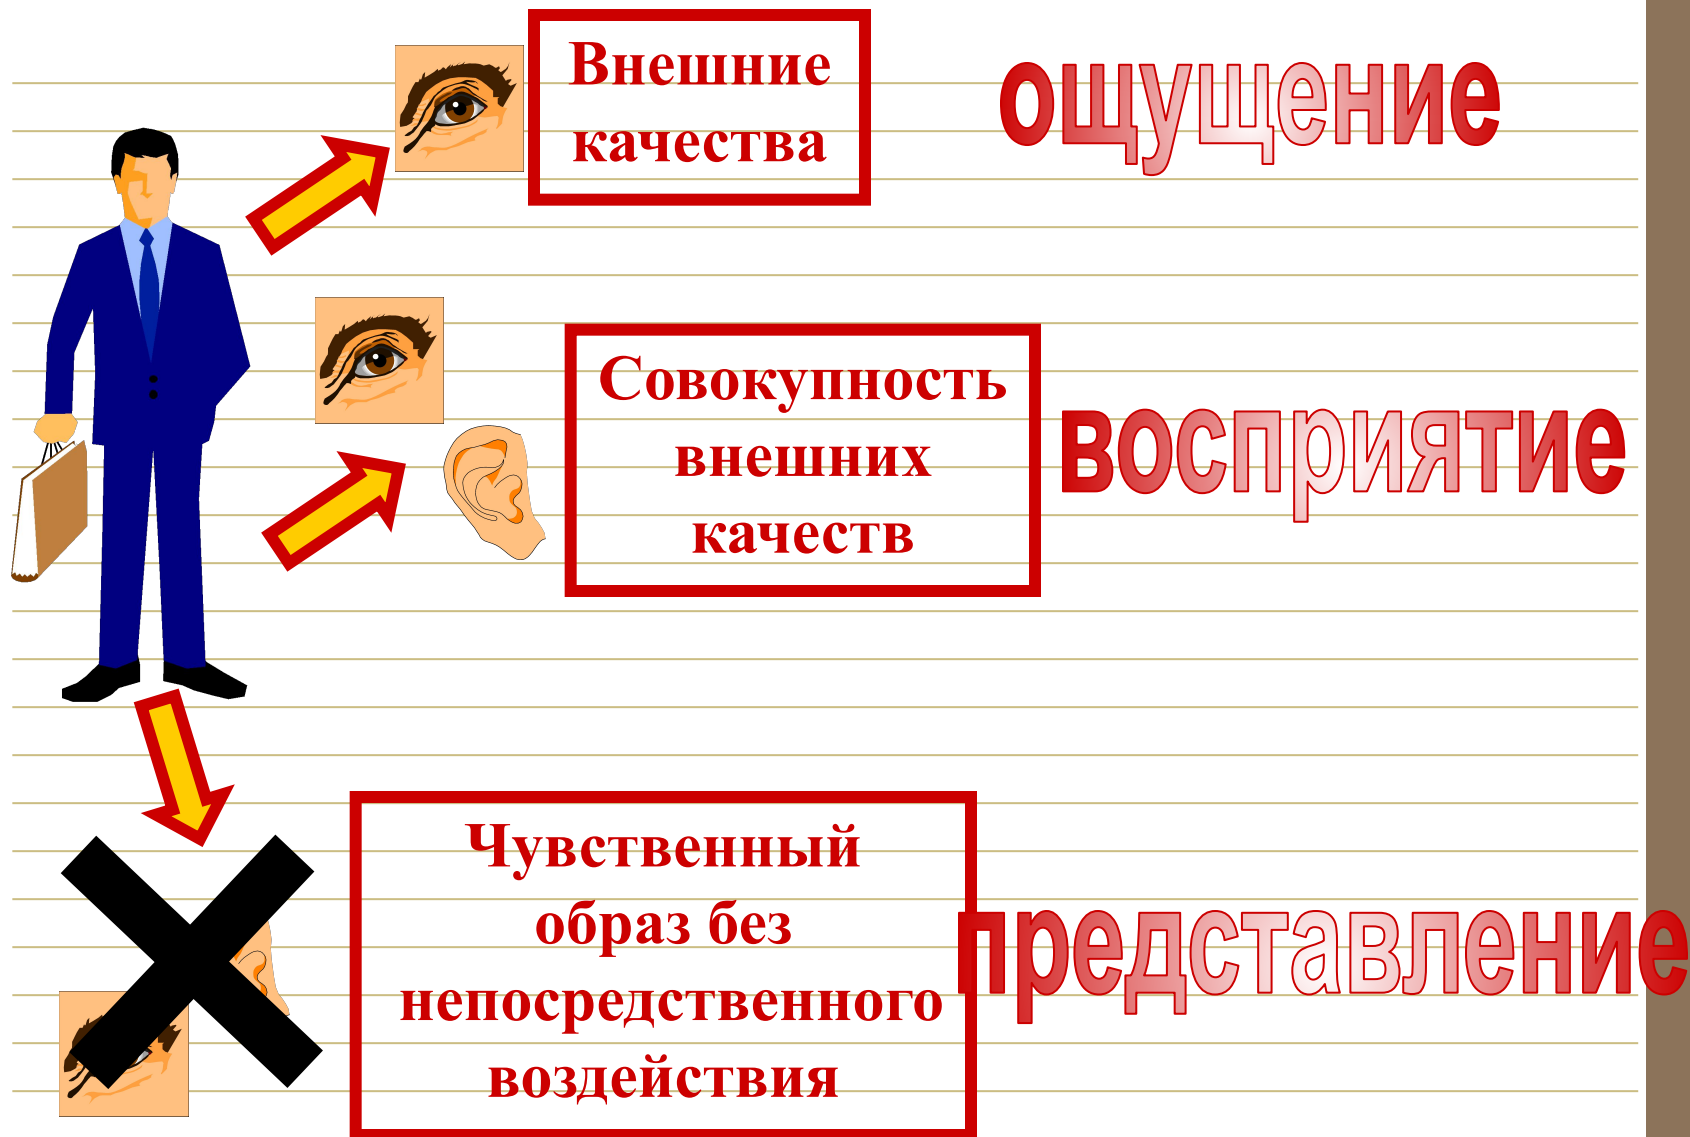 Внешние
качества
ощущение
Совокупность
внешних
качеств
восприятие
Чувственный
образ без
непосредственного
воздействия
представление